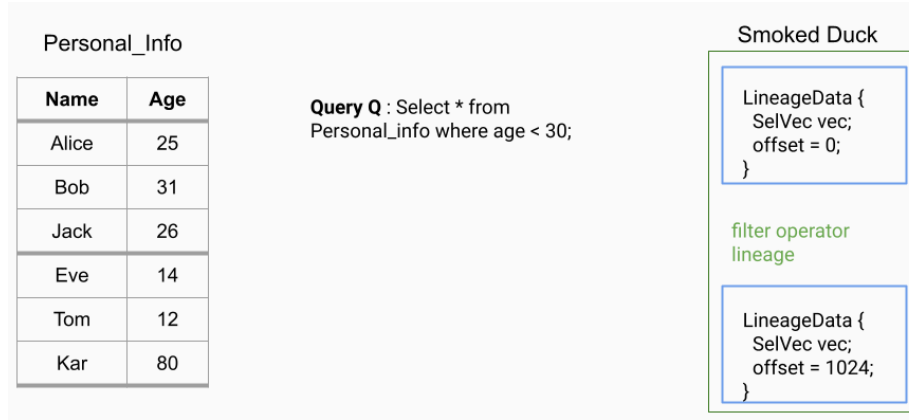 Personal_Info
Name Age
Alice 25
Bob 31
Jack 26
Eve 14
Tom 12
Kar 80
Query Q : Select * from
Personal_info where age < 30;
Smoked Duck
LineageData {
SelVec vec;
offset = 0;
}
filter operator
lineage
LineageData {
SelVec vec;
offset = 1024;
}